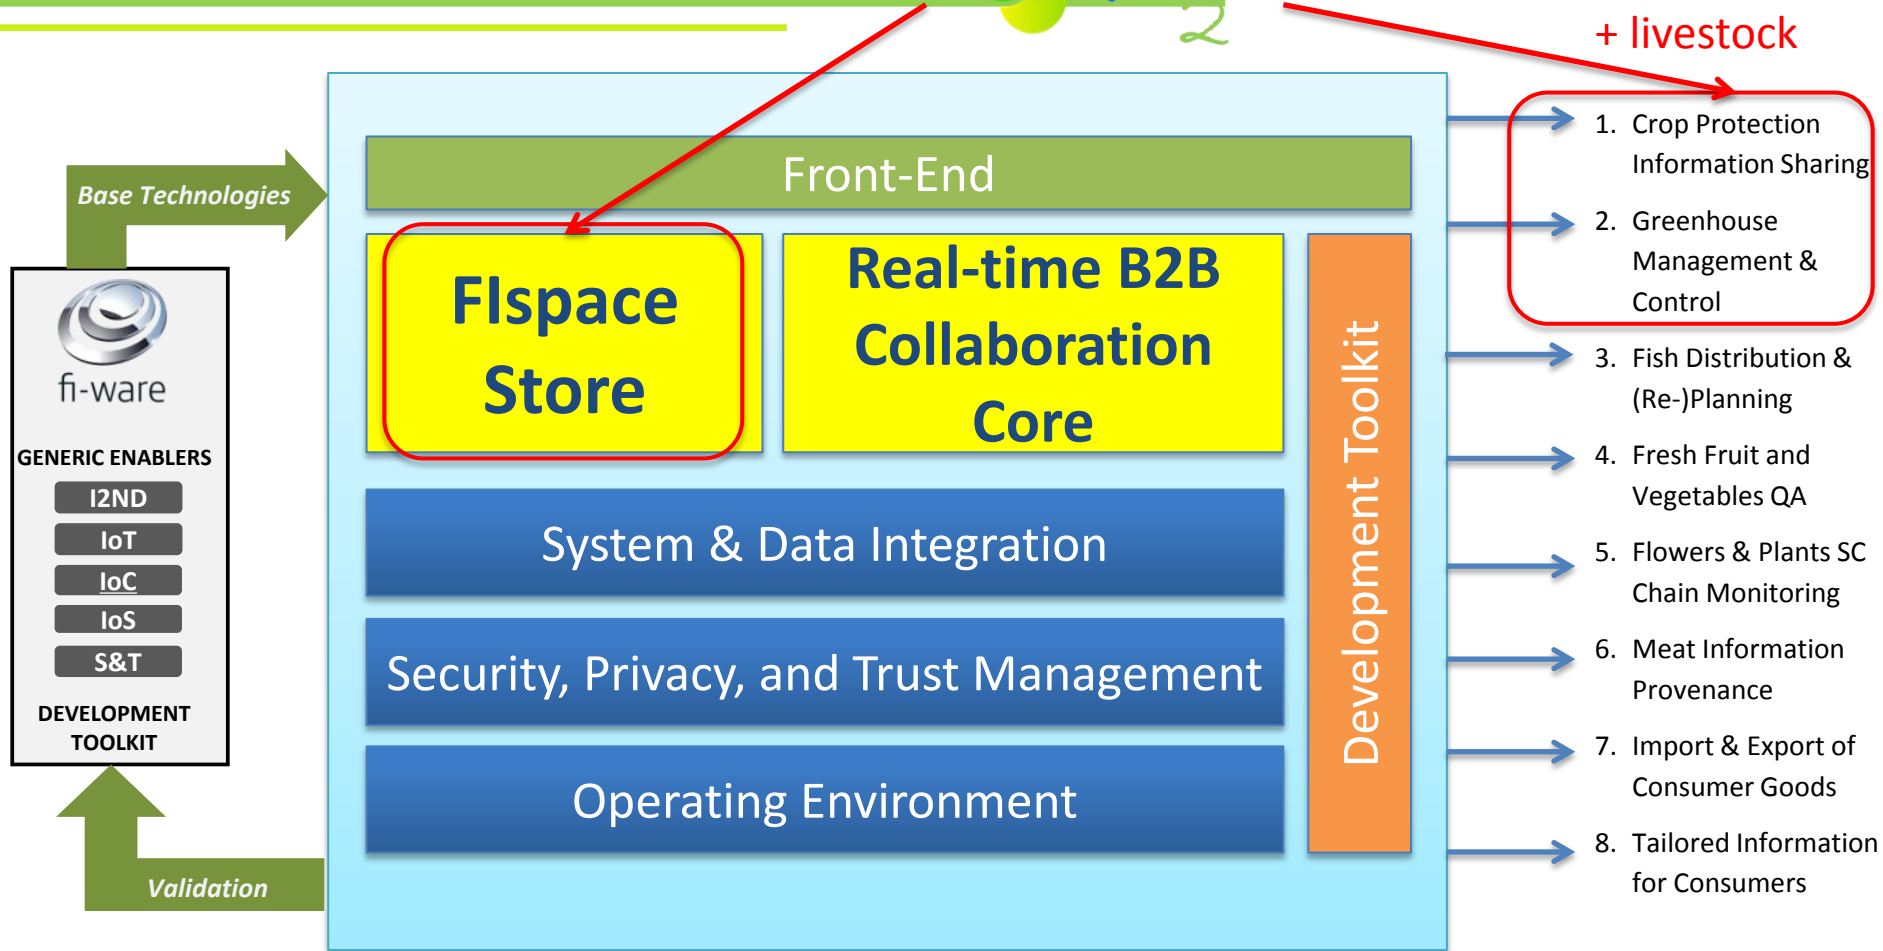 2
+ livestock
Base Technologies
fi-ware
GENERIC ENABLERS
I2ND
IoT
IoC
IoS
S&T
DEVELOPMENT
TOOLKIT
Validation
Front-End
FIspace
Store
Real-time B2B
Collaboration
Core
System & Data Integration
Security, Privacy, and Trust Management
Operating Environment
Development Toolkit
1. Crop Protection
Information Sharing
2. Greenhouse
Management &
Control
3. Fish Distribution &
(Re-)Planning
4. Fresh Fruit and
Vegetables QA
5. Flowers & Plants SC
Chain Monitoring
6. Meat Information
Provenance
7. Import & Export of
Consumer Goods
8. Tailored Information
for Consumers